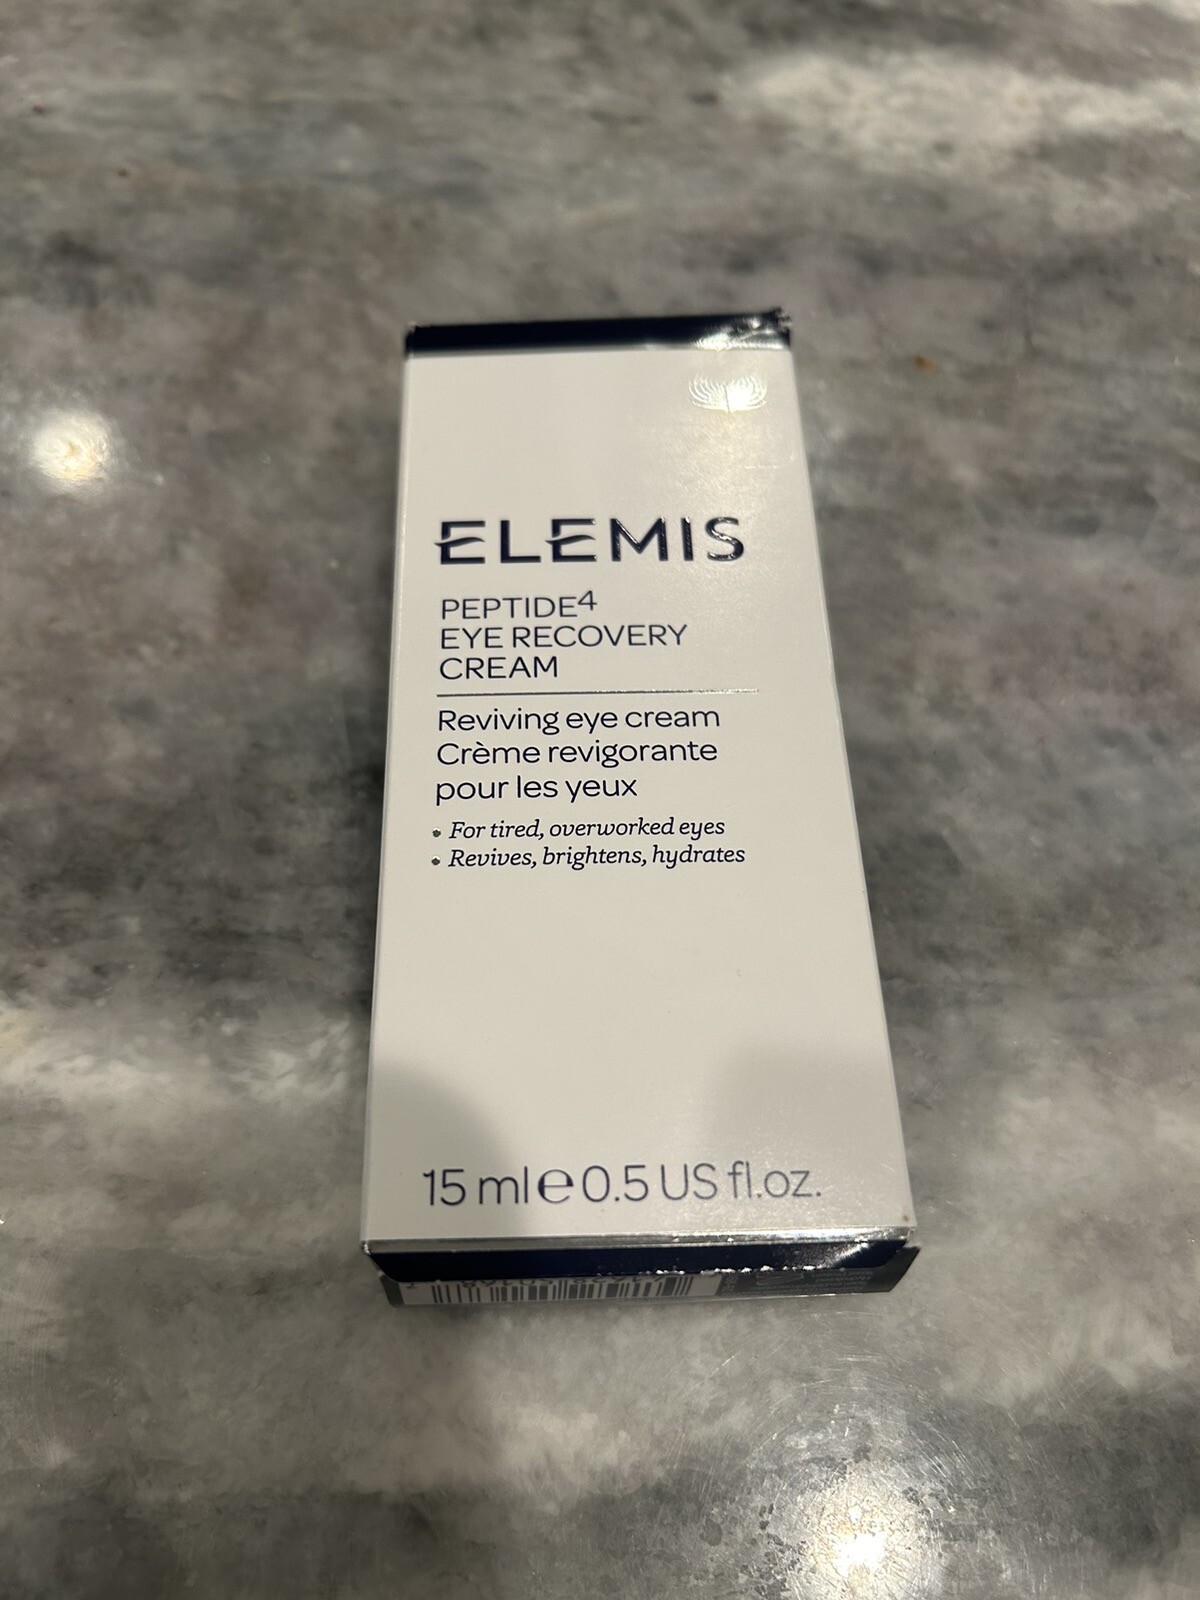 ELEMIS
PEPTIDE⁴
EYE RECOVERY
CREAM
Reviving eye cream
Crème revigorante
pour les yeux
• For tired, overworked eyes
• Revives, brightens, hydrates
15 ml e 0.5 US fl.oz.